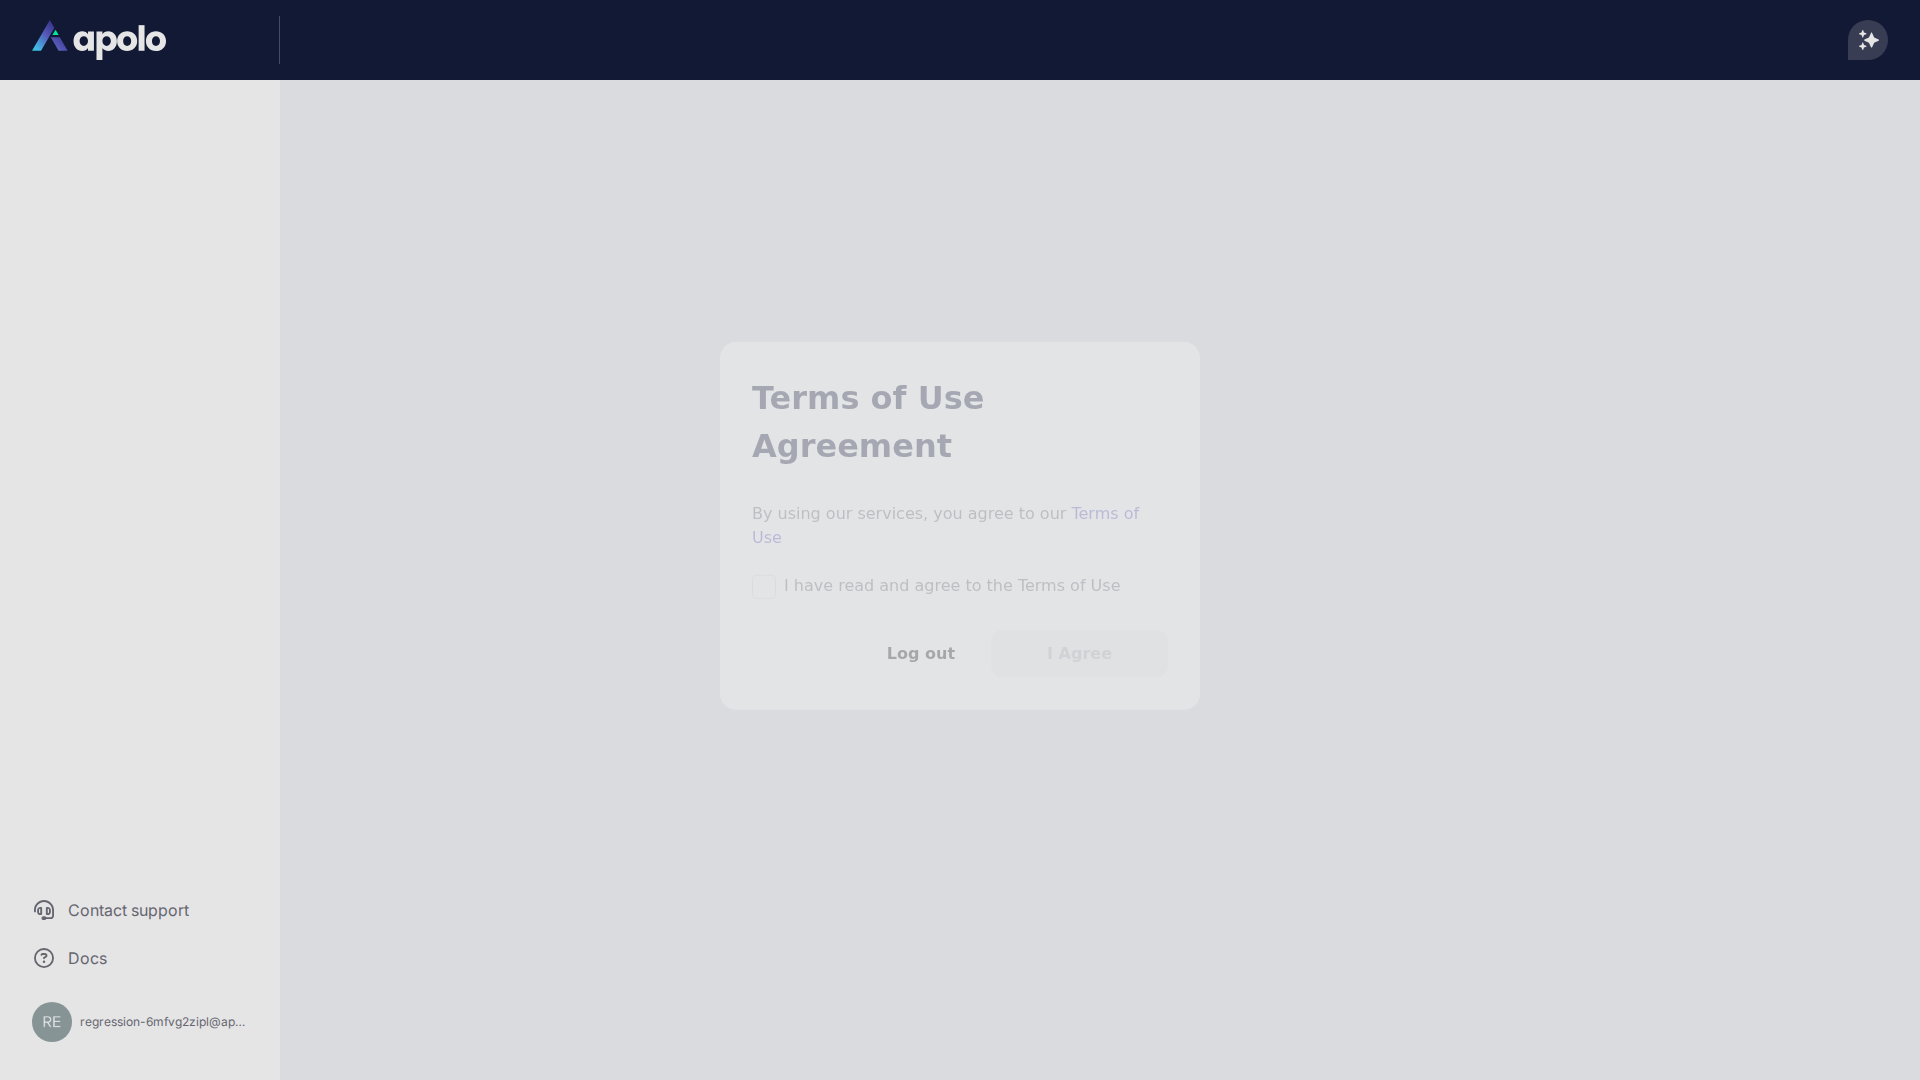 apolo
Terms of Use
Agreement
By using our services, you agree to our Terms of
Use
I have read and agree to the Terms of Use
Log out
I Agree
Contact support
Docs
RE
regression-6mfvg2zipl@ap...